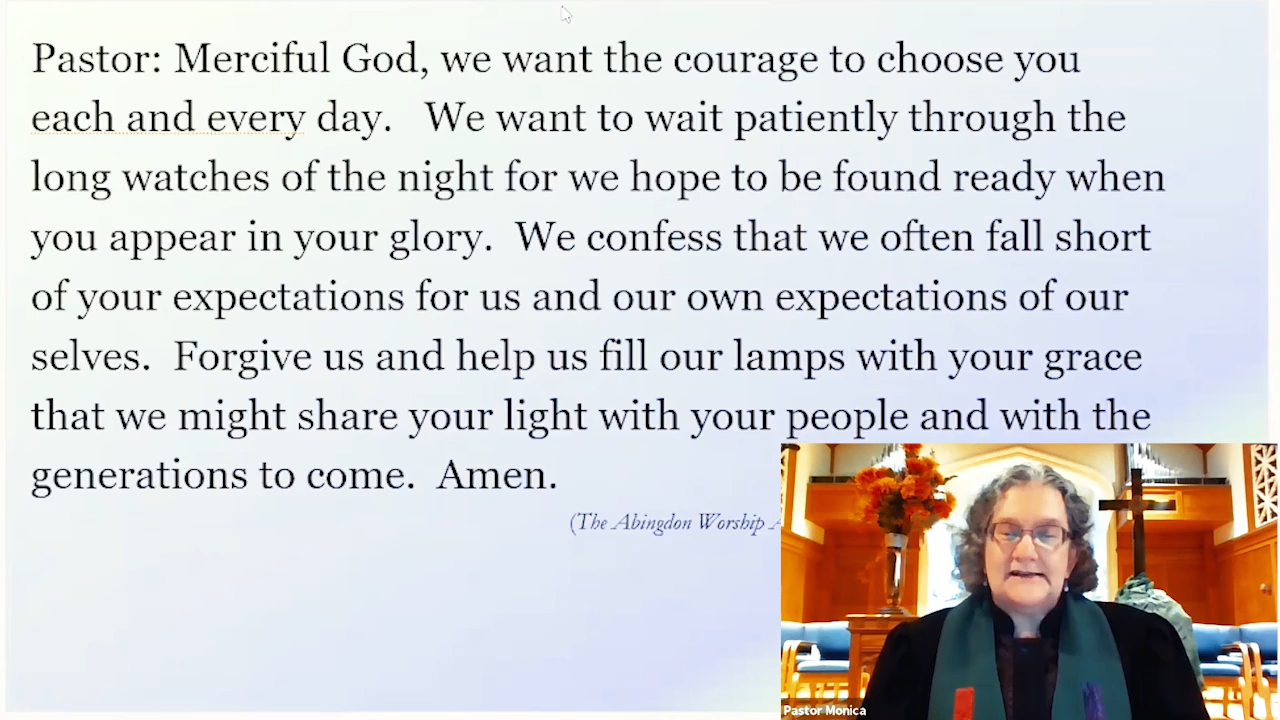 Pastor: Merciful God, we want the courage to choose you
each and every day. We want to wait patiently through the
long watches of the night for we hope to be found ready when
you appear in your glory. We confess that we often fall short
of your expectations for us and our own expectations of our
selves. Forgive us and help us fill our lamps with your grace
that we might share your light with your people and with the
generations to come. Amen.
(The Abingdon Worship
Pastor Monica